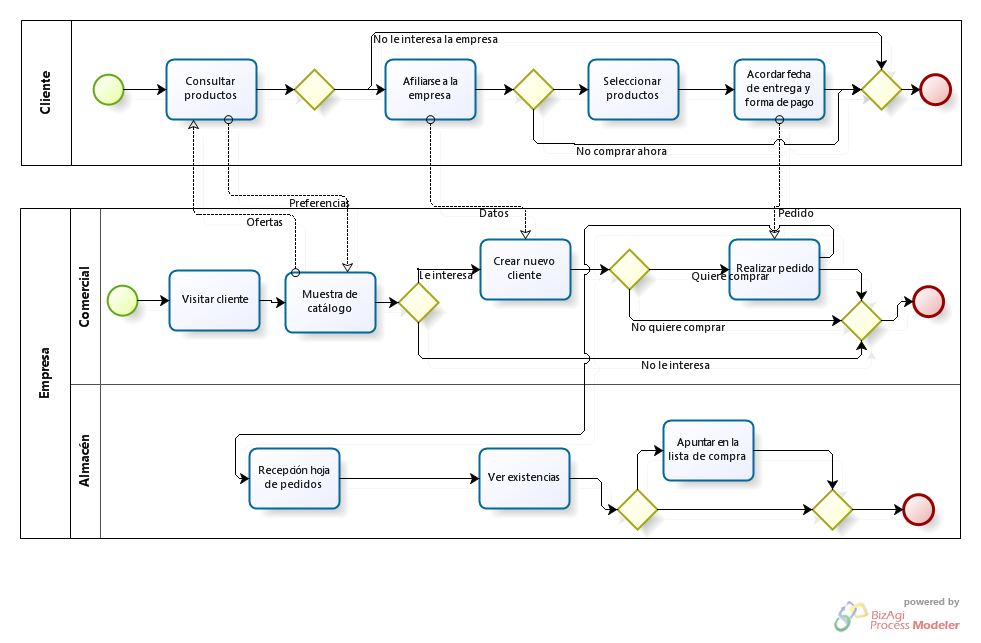 No le interesa la empresa
Cliente
Consultar
productos
Afiliarse a la
empresa
Seleccionar
productos
Acordar fecha
de entrega y
forma de pago
No comprar ahora
Preferencias
Ofertas
Datos
Pedido
Empresa
Comercial
Visitar cliente
Muestra de
catálogo
Le interesa
Crear nuevo
cliente
Quiere comprar
Realizar pedido
No quiere comprar
No le interesa
Almacén
Recepción hoja
de pedidos
Ver existencias
Apuntar en la
lista de compra
powered by
BizAgi
Process Modeler